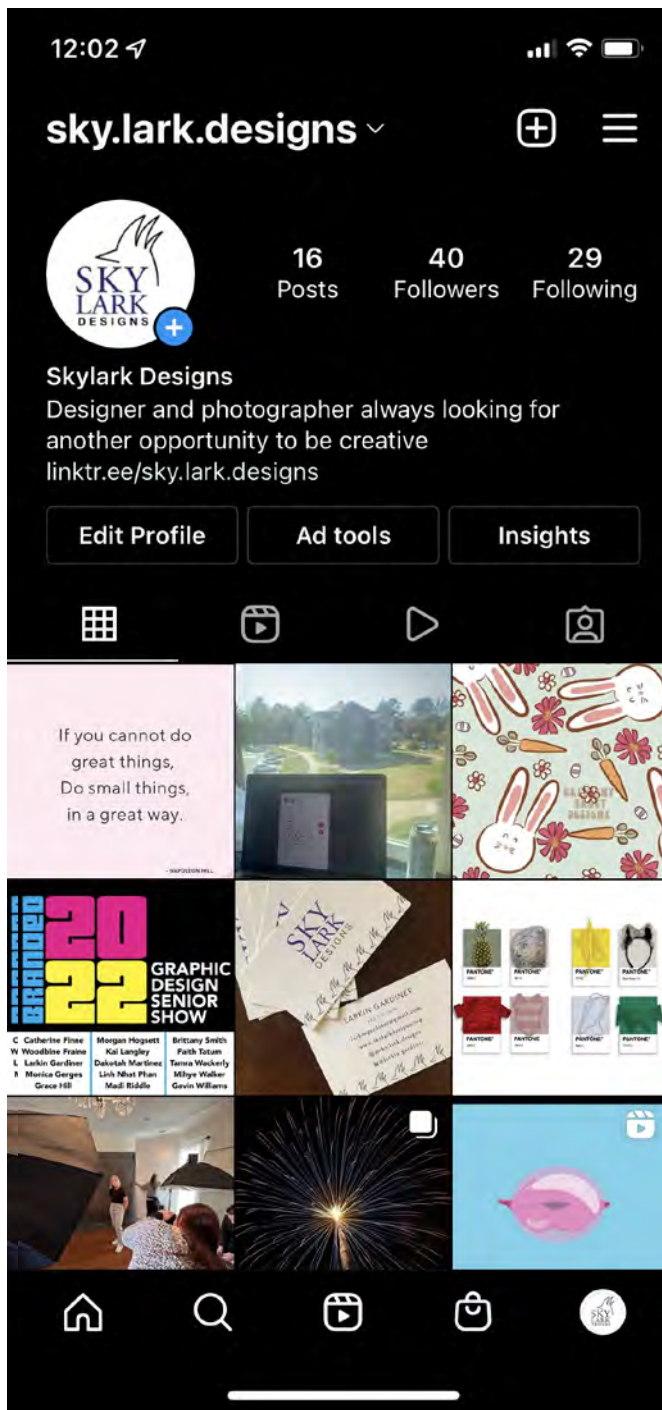 12:02
sky.lark.designs
SKY
LARK
DESIGNS
16
Posts
40
Followers
29
Following
Skylark Designs
Designer and photographer always looking for
another opportunity to be creative
linktr.ee/sky.lark.designs
Edit Profile
Ad tools
Insights
If you cannot do
great things,
Do small things,
in a great way.
- NAPOLEON HILL
BRANDED
2022
GRAPHIC
DESIGN
SENIOR
SHOW
C Catherine Finne
W Woodbine Fraine
L Larkin Gardiner
Monica Gerges
Grace Hill
Morgan Hogsett
Kai Langley
Dakotah Martinez
Linh Nhat Phan
Madi Riddle
Brittany Smith
Faith Tatum
Tamra Wackerly
Mihye Walker
Gavin Williams
SKY
LARK
DESIGNS
LARKIN GARDINER
PANTONE
PANTONE
PANTONE
PANTONE
PANTONE
PANTONE
PANTONE
PANTONE
SKY
LARK